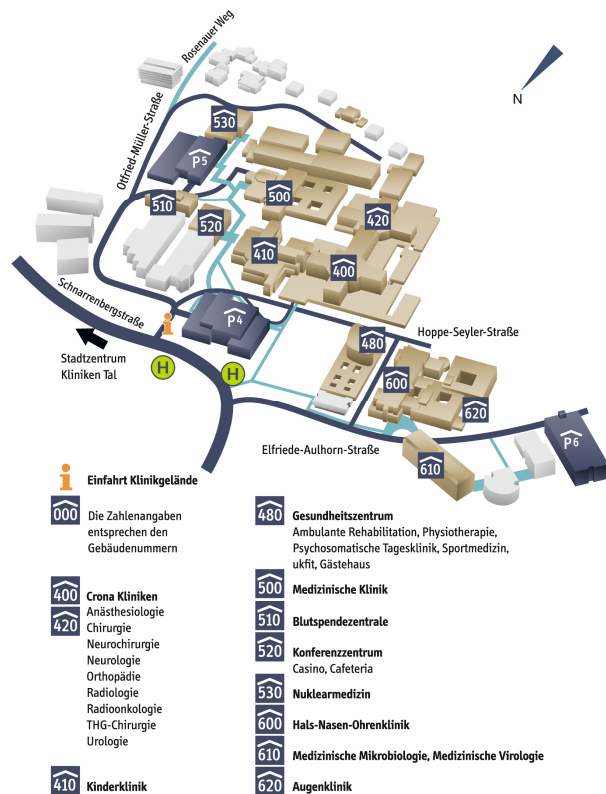 Rosenauer Weg
N
Otfried-Müller-Straße
530
P5
500
510
520
420
410
400
Schnarrenbergstraße
i
P4
Hoppe-Seyler-Straße
480
Stadtzentrum
Kliniken Tal
H
H
600
620
P6
Elfriede-Aulhorn-Straße
610
i Einfahrt Klinikgelände
000 Die Zahlenangaben
entsprechen den
Gebäudenummern
400 Crona Kliniken
420 Anästhesiologie
Chirurgie
Neurochirurgie
Neurologie
Orthopädie
Radiologie
Radioonkologie
THG-Chirurgie
Urologie
410 Kinderklinik
480 Gesundheitszentrum
Ambulante Rehabilitation, Physiotherapie,
Psychosomatische Tagesklinik, Sportmedizin,
ukfit, Gästehaus
500 Medizinische Klinik
510 Blutspendezentrale
520 Konferenzzentrum
Casino, Cafeteria
530 Nuklearmedizin
600 Hals-Nasen-Ohrenklinik
610 Medizinische Mikrobiologie, Medizinische Virologie
620 Augenklinik